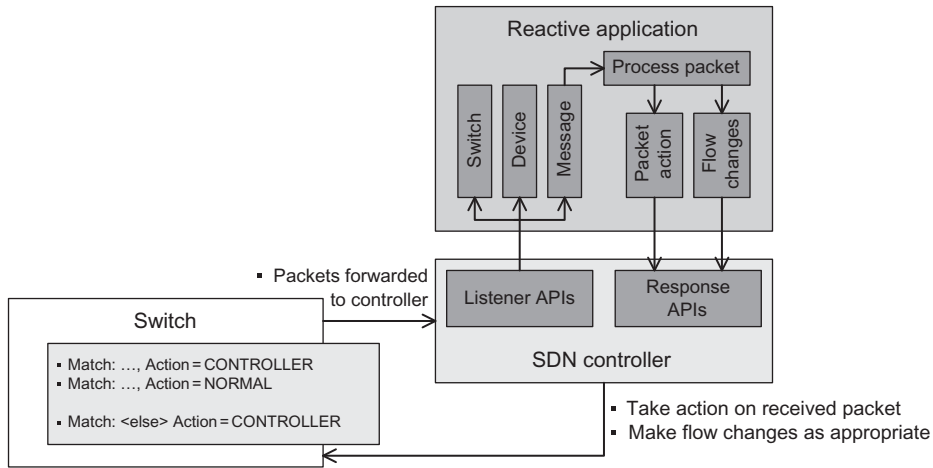 Reactive application
Process packet
Switch
Device
Message
Packet
action
Flow
changes
▪ Packets forwarded
to controller
Listener APIs
Response
APIs
SDN controller
Switch
▪ Match: ..., Action = CONTROLLER
▪ Match: ..., Action = NORMAL
▪ Match: <else> Action = CONTROLLER
▪ Take action on received packet
▪ Make flow changes as appropriate